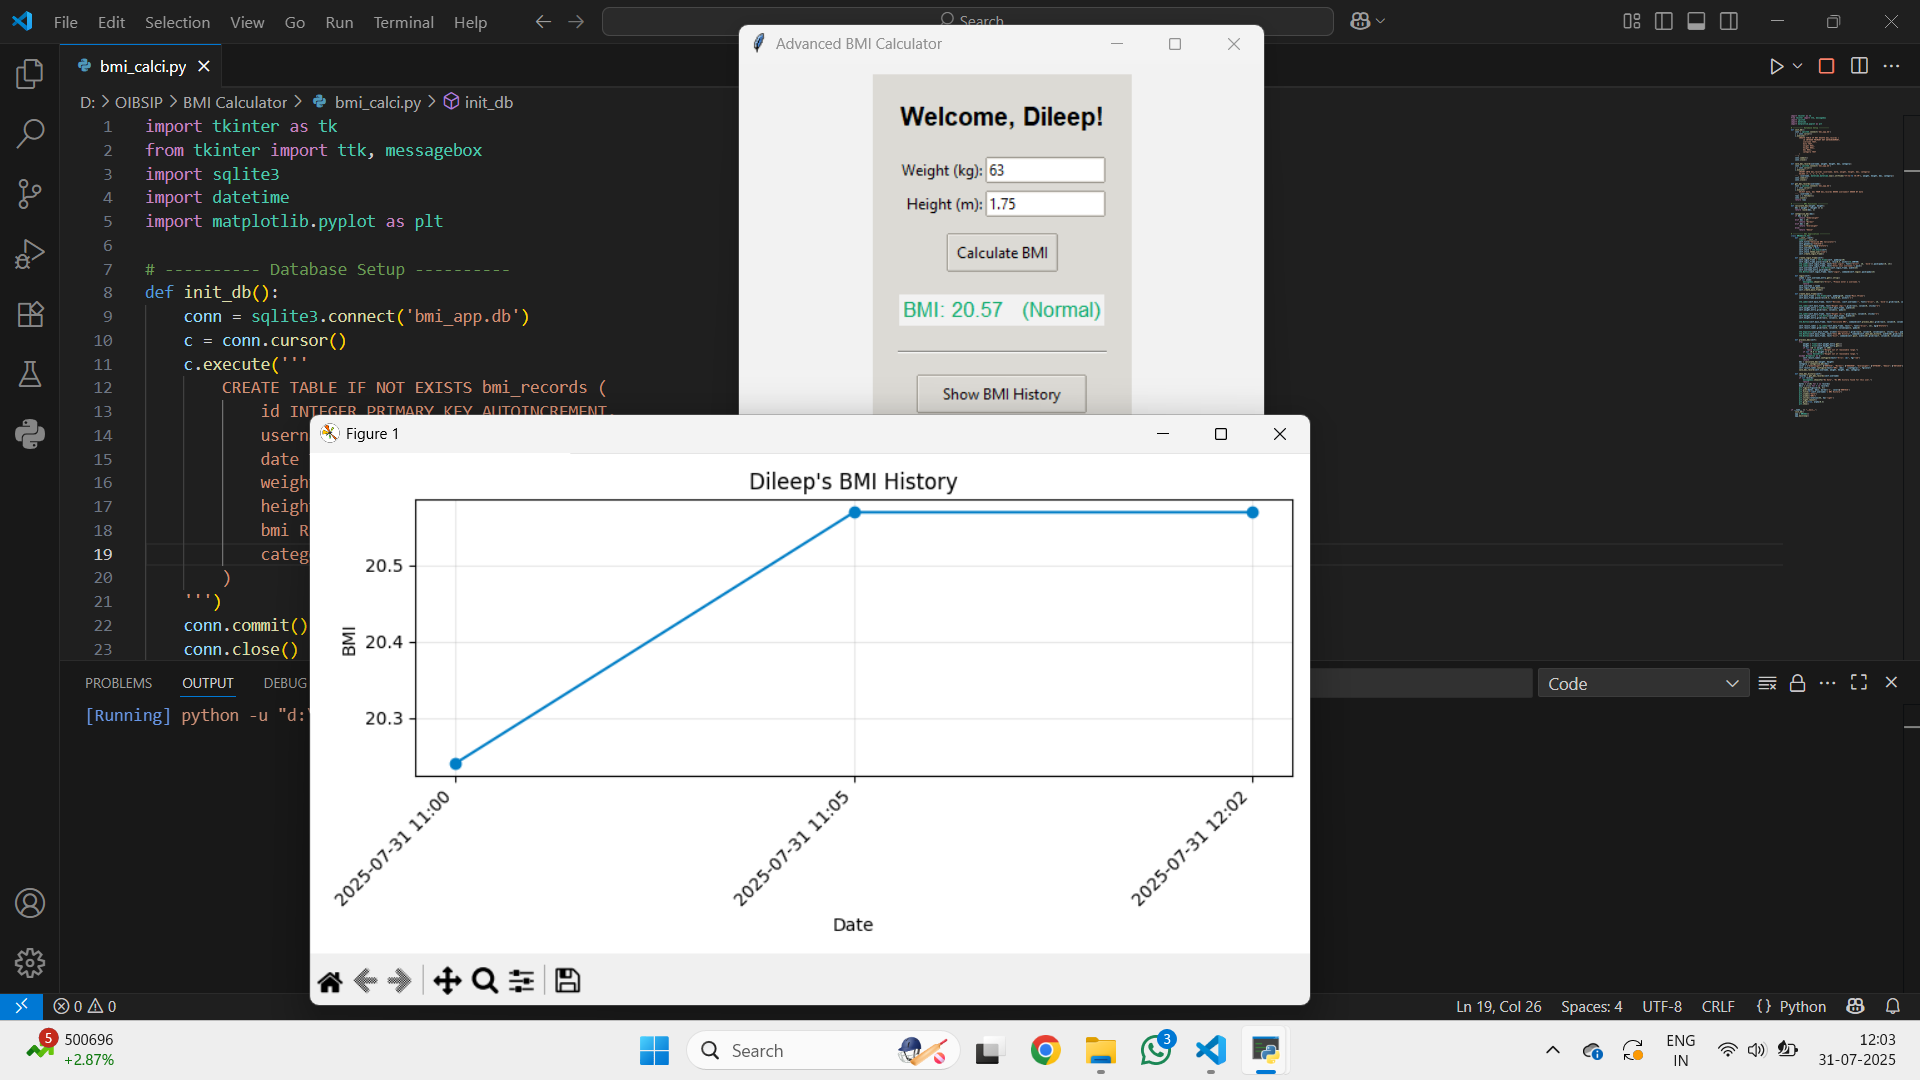 File Edit Selection View Go Run Terminal Help
Search
bmi_calci.py
D: > OIBSIP > BMI Calculator > bmi_calci.py > init_db
1 import tkinter as tk
2 from tkinter import ttk, messagebox
3 import sqlite3
4 import datetime
5 import matplotlib.pyplot as plt
6
7 # ---------- Database Setup ----------
8 def init_db():
9 conn = sqlite3.connect('bmi_app.db')
10 c = conn.cursor()
11 c.execute('''
12 CREATE TABLE IF NOT EXISTS bmi_records (
13 id INTEGER PRIMARY KEY AUTOINCREMENT,
14 usern
15 date
16 weight
17 heigh
18 bmi R
19 categ
20 )
21 ''')
22 conn.commit()
23 conn.close()
Advanced BMI Calculator
Welcome, Dileep!
Weight (kg): 63
Height (m): 1.75
Calculate BMI
BMI: 20.57 (Normal)
Show BMI History
Figure 1
Dileep's BMI History
20.5
20.4
20.3
BMI
2025-07-31 11:00
2025-07-31 11:05
2025-07-31 12:02
Date
PROBLEMS OUTPUT DEBUG
Code
[Running] python -u "d:\
0 0
Ln 19, Col 26 Spaces: 4 UTF-8 CRLF {} Python
5
500696
+2.87%
Search
3
ENG
IN
12:03
31-07-2025